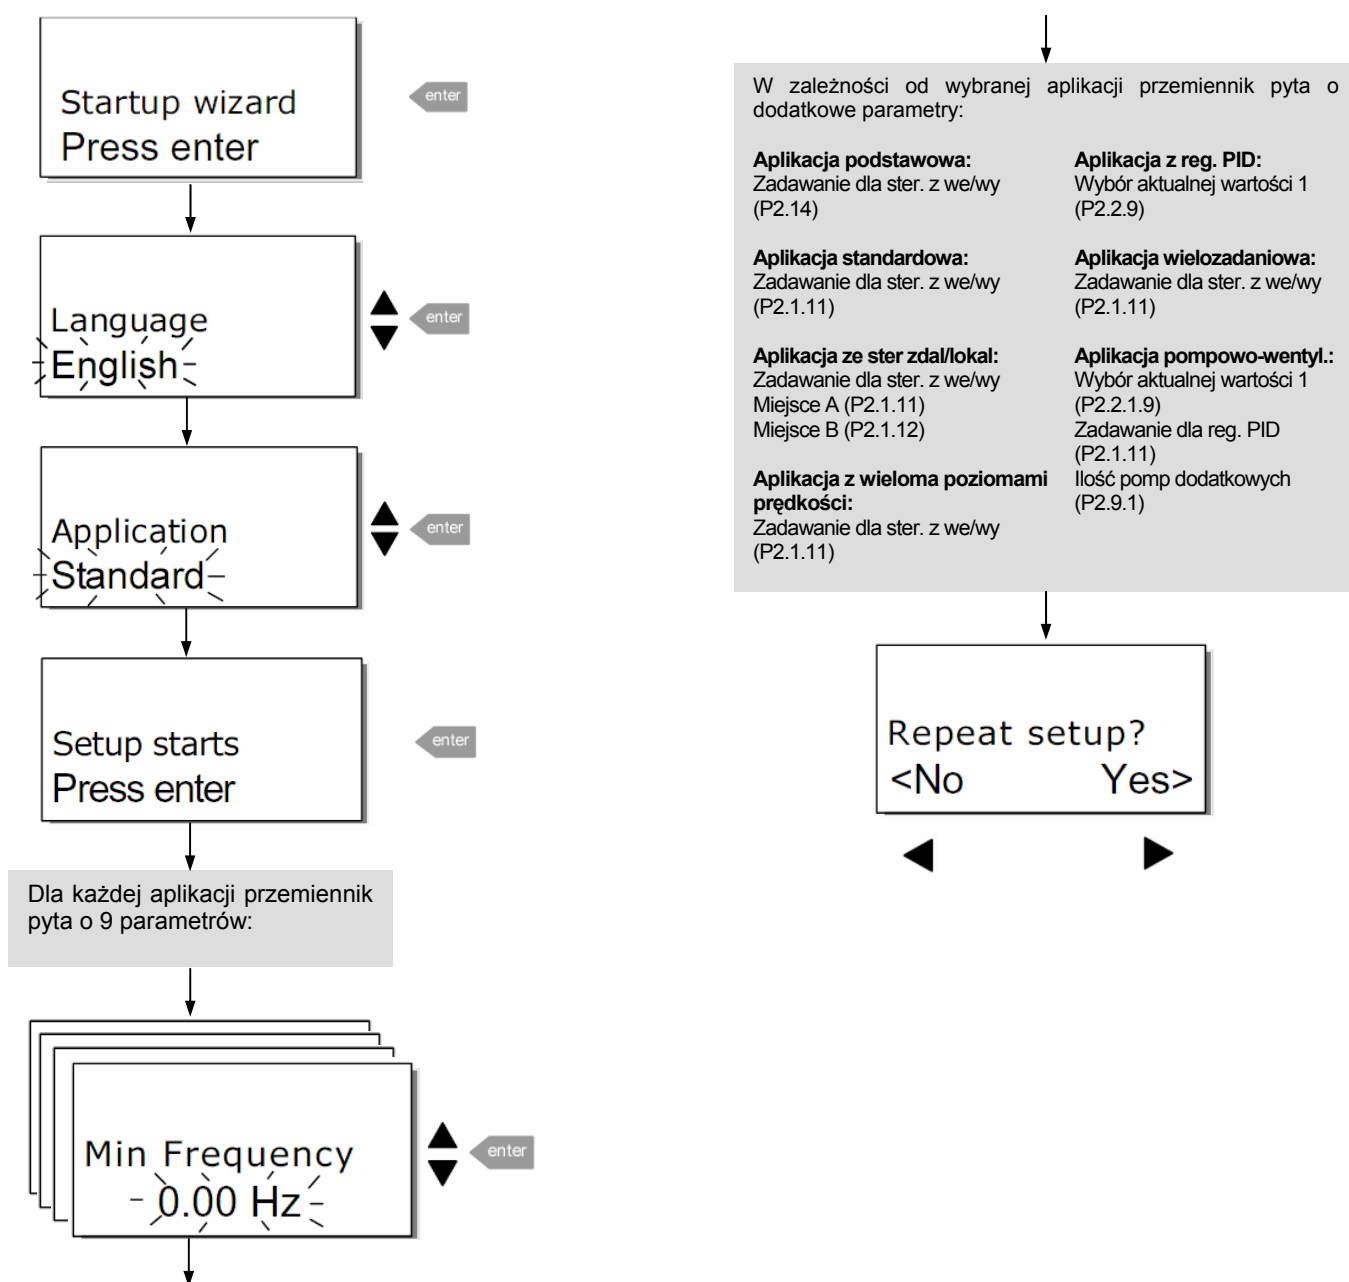 Startup wizard
Press enter
enter
Language
English
enter
Application
Standard
enter
Setup starts
Press enter
enter
Dla każdej aplikacji przemiennik
pyta o 9 parametrów:
Min Frequency
0.00 Hz
enter
W zależności od wybranej aplikacji przemiennik pyta o
dodatkowe parametry:
Aplikacja podstawowa:
Zadawanie dla ster. z we/wy
(P2.14)
Aplikacja standardowa:
Zadawanie dla ster. z we/wy
(P2.1.11)
Aplikacja ze ster zdal/lokal:
Zadawanie dla ster. z we/wy
Miejsce A (P2.1.11)
Miejsce B (P2.1.12)
Aplikacja z wieloma poziomami
prędkości:
Zadawanie dla ster. z we/wy
(P2.1.11)
Aplikacja z reg. PID:
Wybór aktualnej wartości 1
(P2.2.9)
Aplikacja wielozadaniowa:
Zadawanie dla ster. z we/wy
(P2.1.11)
Aplikacja pompowo-wentyl.:
Wybór aktualnej wartości 1
(P2.2.1.9)
Zadawanie dla reg. PID
(P2.1.11)
Ilość pomp dodatkowych
(P2.9.1)
Repeat setup?
<No Yes>